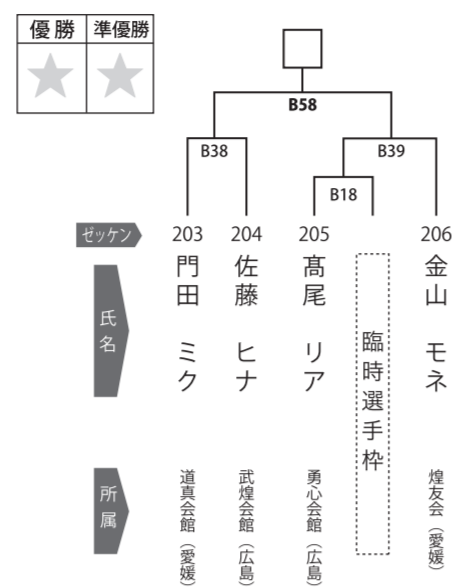 優勝 準優勝
B58
B38 B39
B18
ゼッケン 203 204 205 206
氏名
門田 ミク
佐藤 ヒナ
髙尾 リア
臨時選手枠
金山 モネ
所属
道真会館（愛媛）
武煌会館（広島）
勇心会館（広島）
煌友会（愛媛）